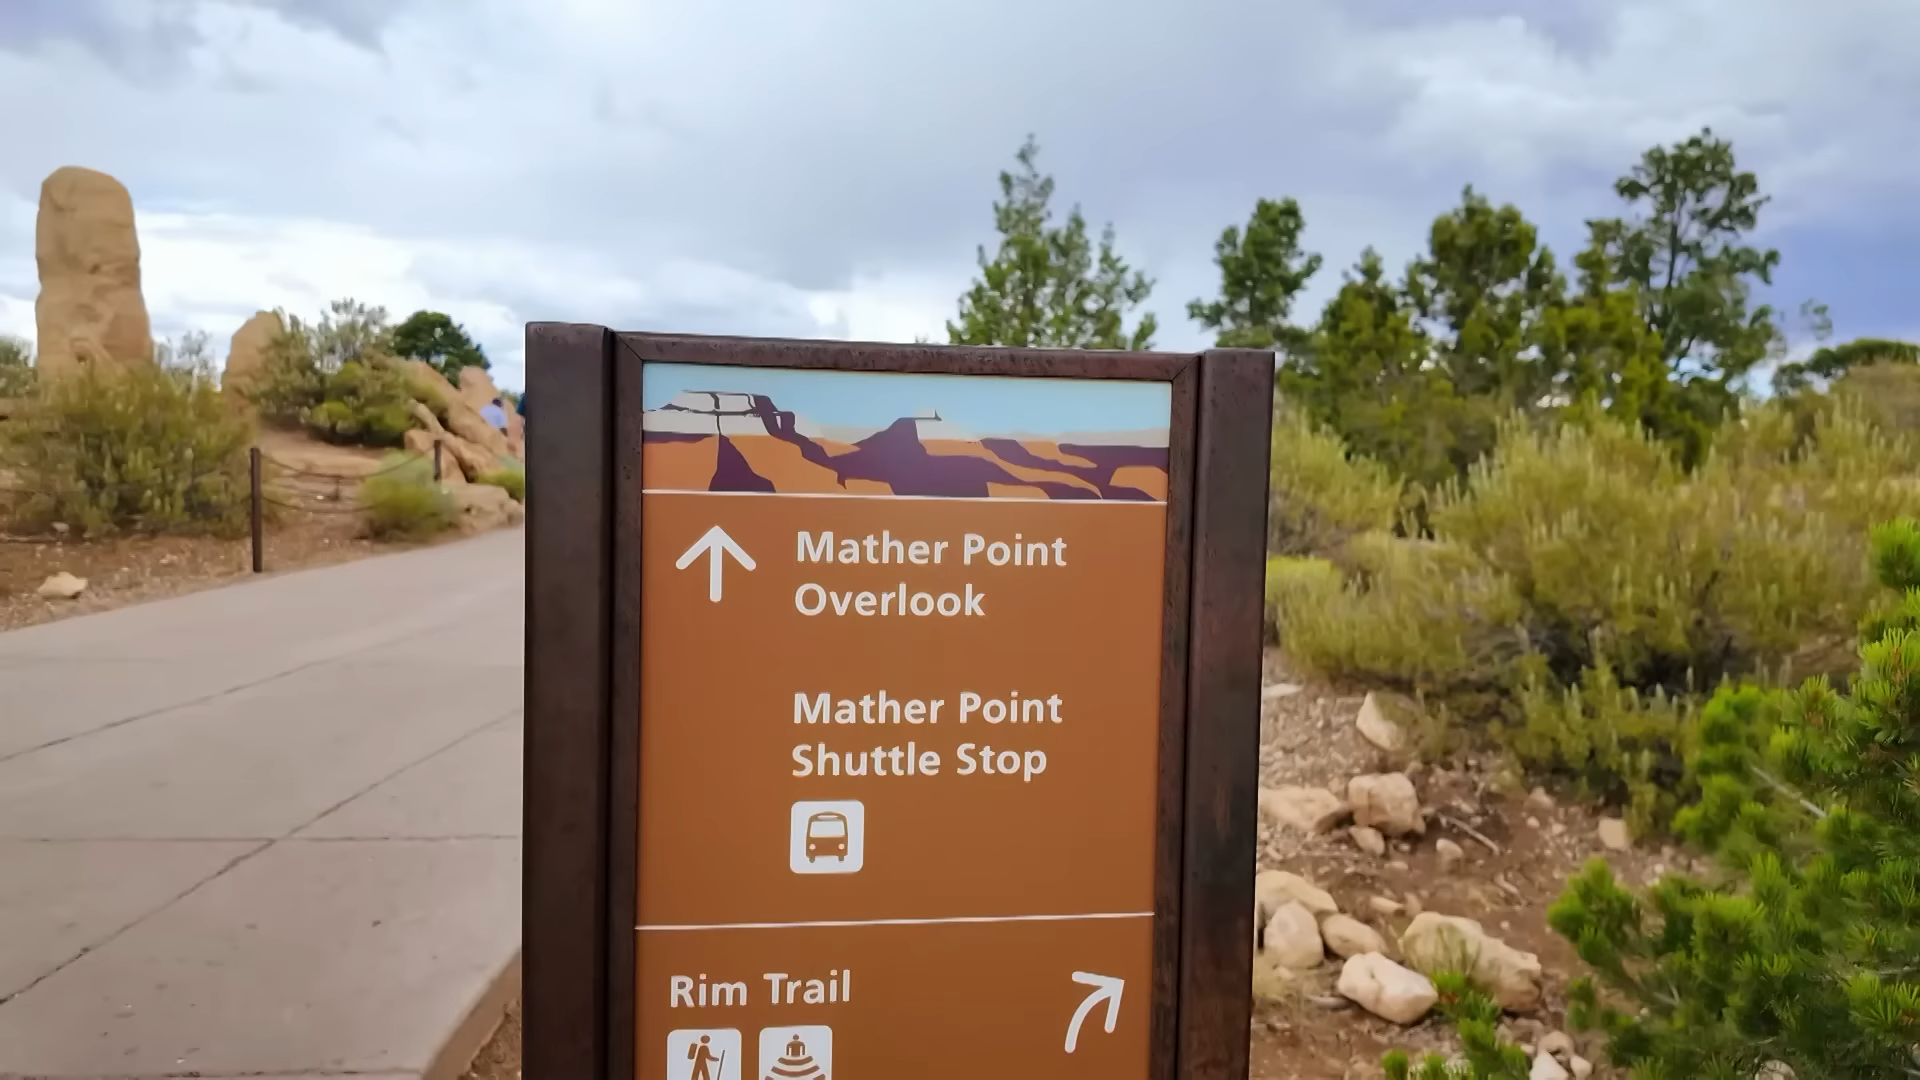 Mather Point
Overlook
Mather Point
Shuttle Stop
Rim Trail